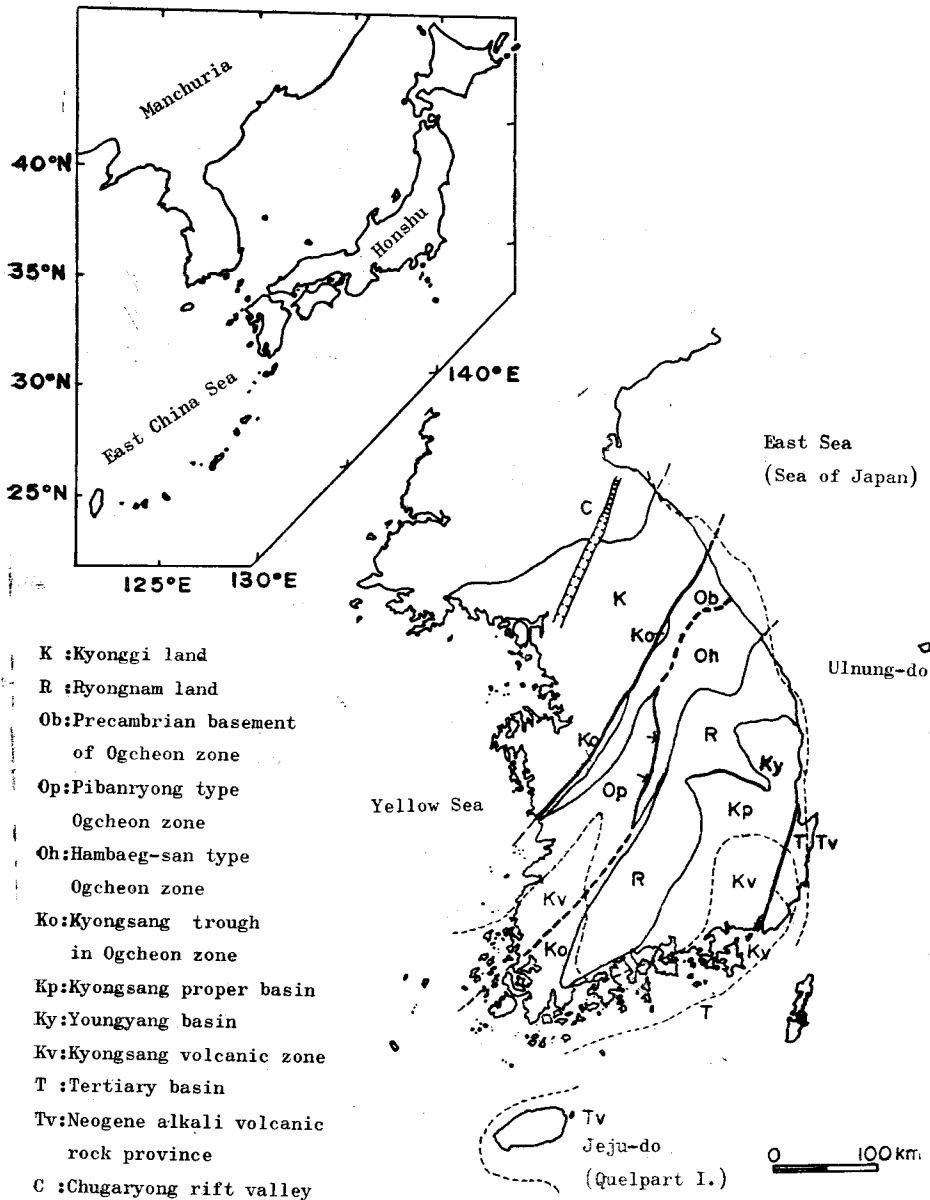 Manchuria
40°N
Honshu
35°N
30°N
140°E
East China Sea
25°N
125°E
130°E
East Sea
(Sea of Japan)
C
K
Ob
Ko
Oh
Ulnung-do
R
Ko
Ky
Op
Yellow Sea
Kp
T
Tv
R
Kv
Kv
Ko
Kv
T
K :Kyonggi land
R :Ryongnam land
Ob:Precambrian basement
of Ogcheon zone
Op:Pibanryong type
Ogcheon zone
Oh:Hambaeg-san type
Ogcheon zone
Ko:Kyongsang trough
in Ogcheon zone
Kp:Kyongsang proper basin
Ky:Youngyang basin
Kv:Kyongsang volcanic zone
T :Tertiary basin
Tv:Neogene alkali volcanic
rock province
C :Chugaryong rift valley
Tv
Jeju-do
(Quelpart I.)
0 100 km